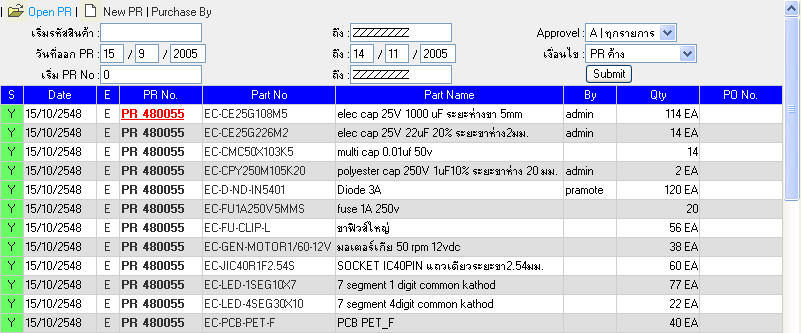 | Open PR | New PR | Purchase By
เริ่มรหัสสินค้า : ถึง : ZZZZZZZZZ Approvel : A | ทุกรายการ
วันที่ออก PR : 15 / 9 / 2005 ถึง : 14 / 11 / 2005 เงื่อนไข : PR ค้าง
เริ่ม PR No : 0 ถึง : ZZZZZZZZZ Submit
S Date E PR No. Part No Part Name By Qty PO No.
Y 15/10/2548 E PR 480055 EC-CE25G108M5 elec cap 25V 1000 uF ระยะห่างขา 5mm admin 114 EA
Y 15/10/2548 E PR 480055 EC-CE25G226M2 elec cap 25V 22uF 20% ระยะขาห่าง2มม. admin 14 EA
Y 15/10/2548 E PR 480055 EC-CMC50X103K5 multi cap 0.01uf 50v 14
Y 15/10/2548 E PR 480055 EC-CPY250M105K20 polyester cap 250V 1uF10% ระยะขาห่าง 20 มม. admin 2 EA
Y 15/10/2548 E PR 480055 EC-D-ND-IN5401 Diode 3A pramote 120 EA
Y 15/10/2548 E PR 480055 EC-FU1A250V5MMS fuse 1A 250v 20
Y 15/10/2548 E PR 480055 EC-FU-CLIP-L ขาฟิวส์ใหญ่ 56 EA
Y 15/10/2548 E PR 480055 EC-GEN-MOTOR1/60-12V มอเตอร์เกีย 50 rpm 12vdc 38 EA
Y 15/10/2548 E PR 480055 EC-JIC40R1F2.54S SOCKET IC40PIN แถวเดียวระยะขา2.54มม. 60 EA
Y 15/10/2548 E PR 480055 EC-LED-1SEG10X7 7 segment 1 digit common kathod 77 EA
Y 15/10/2548 E PR 480055 EC-LED-4SEG30X10 7 segment 4digit common kathod 22 EA
Y 15/10/2548 E PR 480055 EC-PCB-PET-F PCB PET_F 40 EA